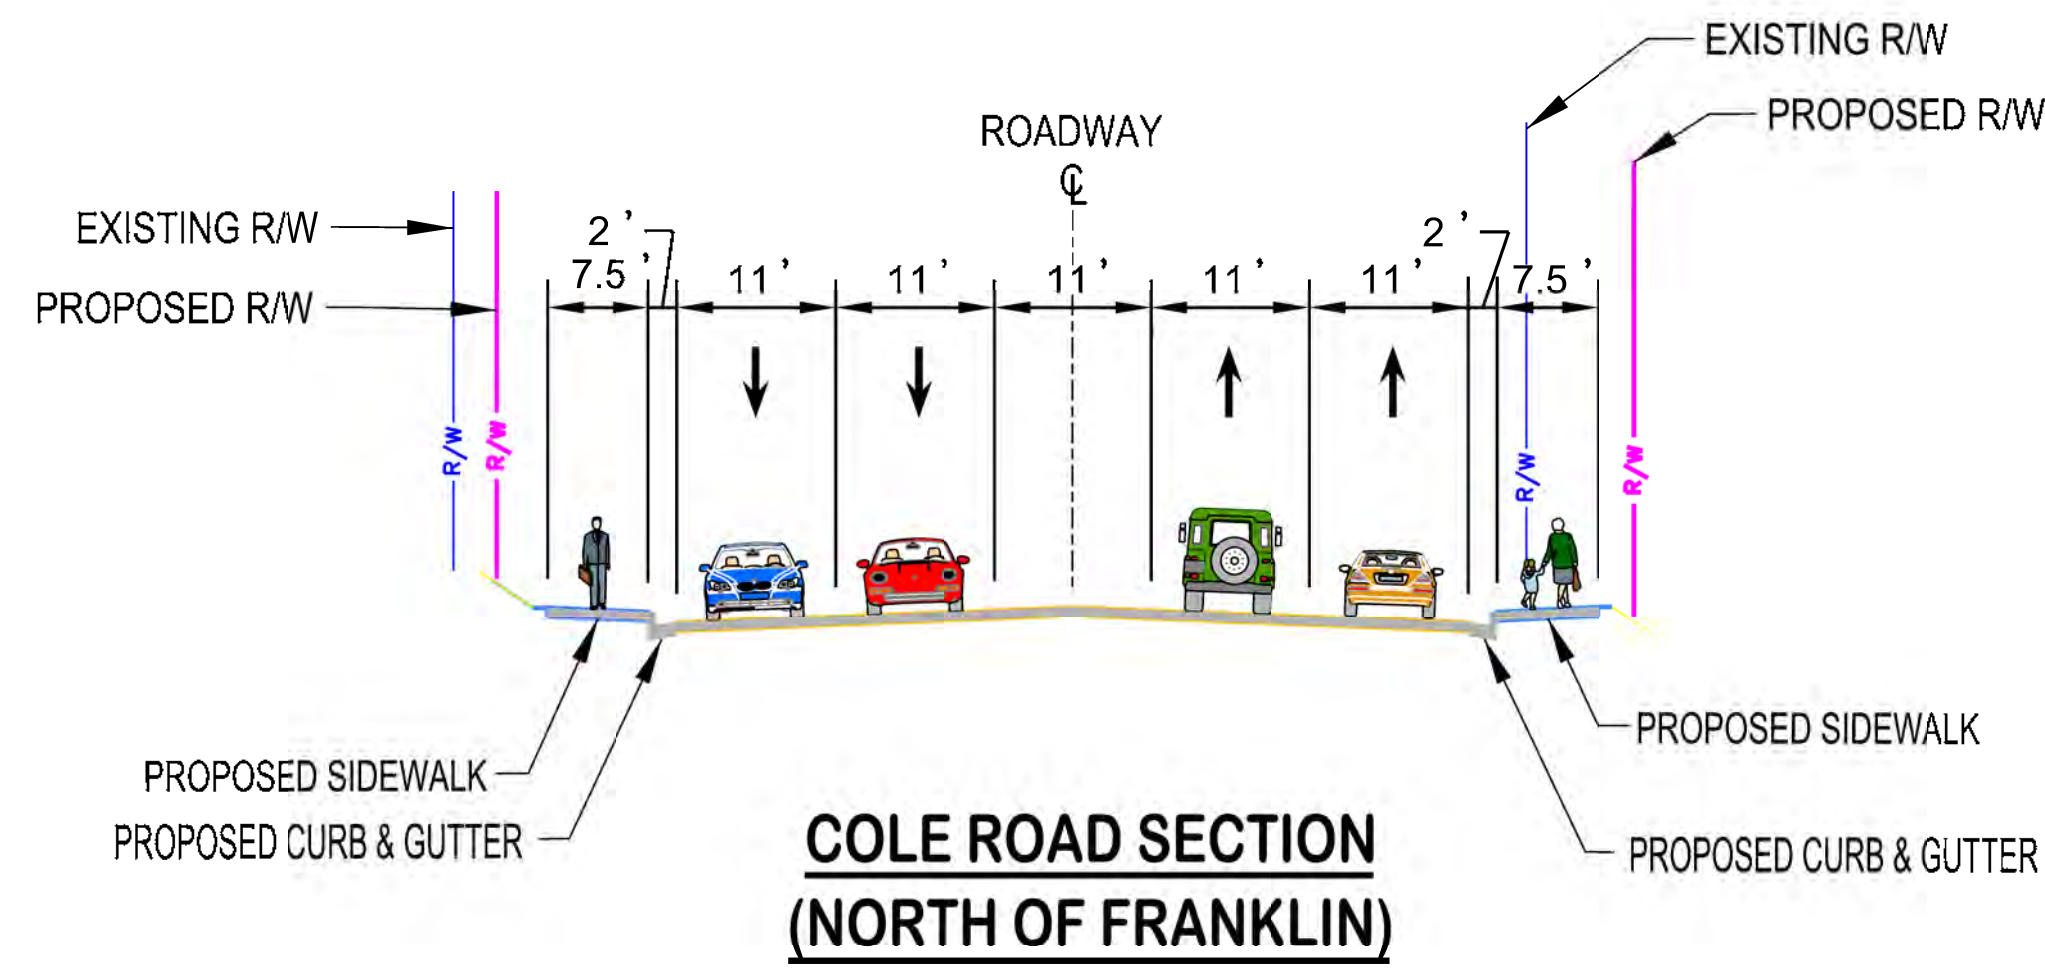 EXISTING R/W
PROPOSED R/W
ROADWAY
℄
EXISTING R/W
PROPOSED R/W
2 ' 2 '
7.5 ' 11 ' 11 ' 11 ' 11 ' 11 ' 7.5 '
R/W R/W R/W R/W
PROPOSED SIDEWALK
PROPOSED CURB & GUTTER
PROPOSED SIDEWALK
PROPOSED CURB & GUTTER
COLE ROAD SECTION
(NORTH OF FRANKLIN)